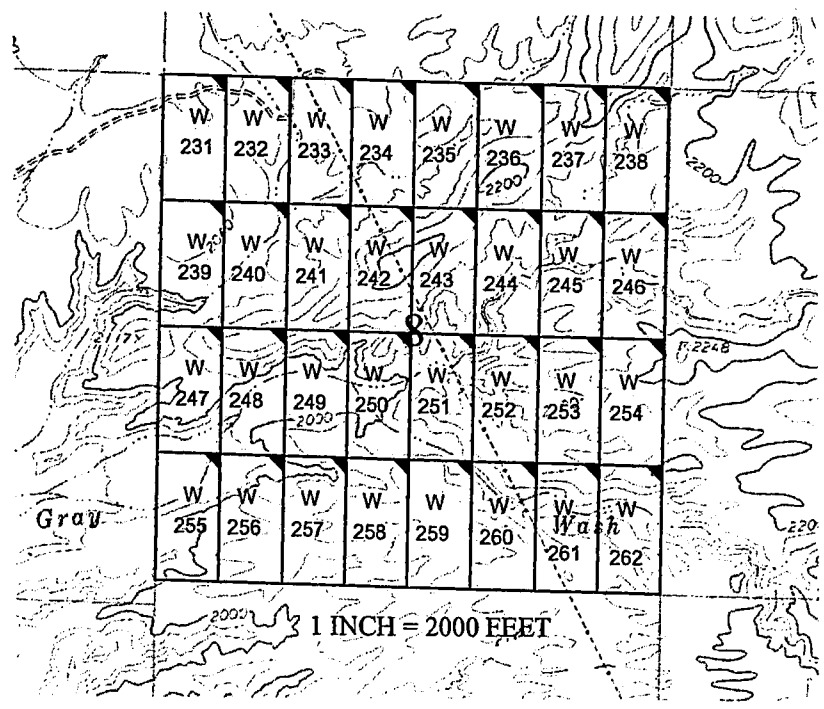 W W W W W W W W
231 232 233 234 235 236 237 238
2200
2200
W W W W W W W W
239 240 241 242 243 244 245 246
8
2248
W W W W W W W W
247 248 249 250 251 252 253 254
2000
W W W W W W W W
255 256 257 258 259 260 261 262
Gray Wash
220
2000
1 INCH = 2000 FEET